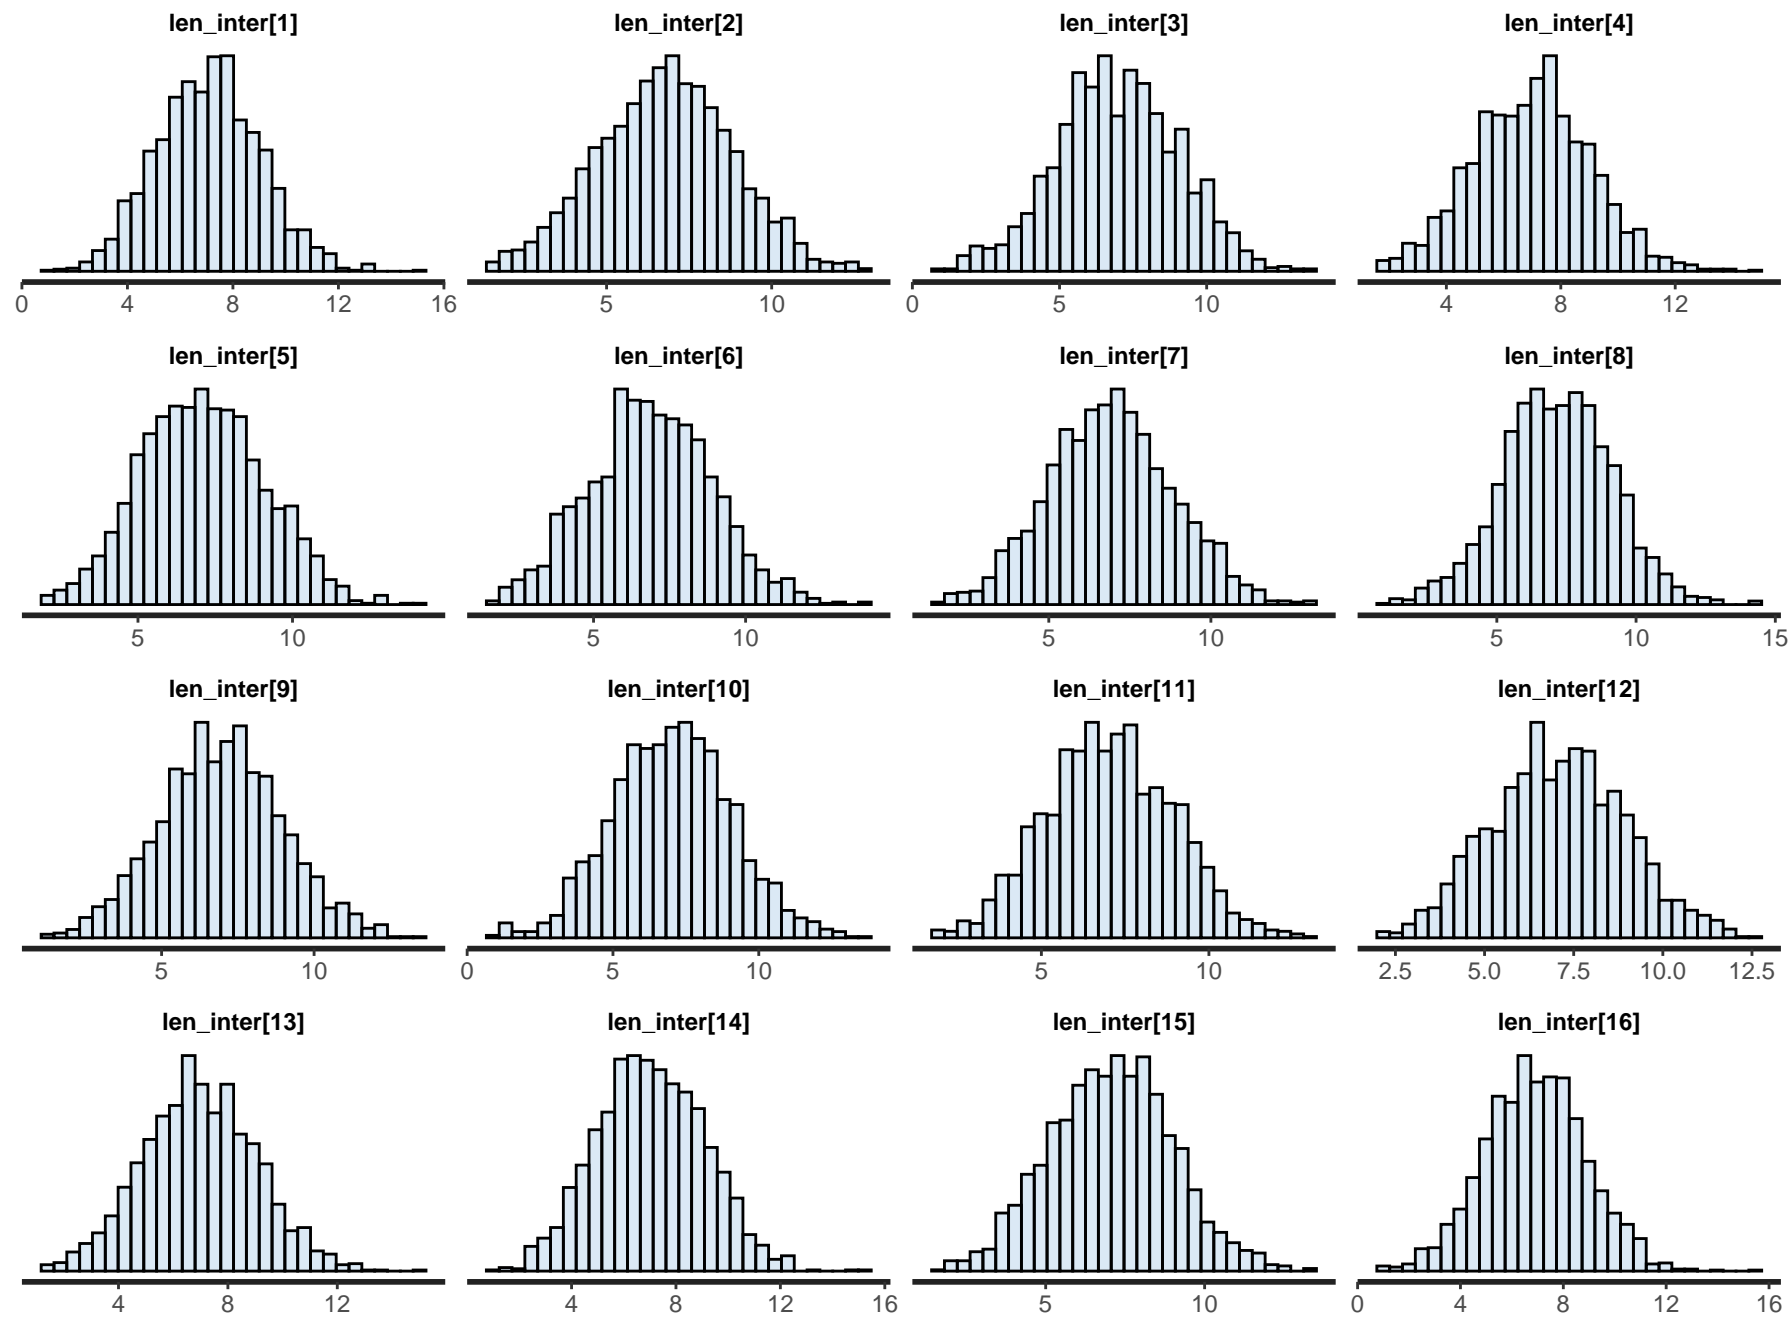 len_inter[1] len_inter[2] len_inter[3] len_inter[4]
0 4 8 12 16 5 10 0 5 10 4 8 12
len_inter[5] len_inter[6] len_inter[7] len_inter[8]
5 10 5 10 5 10 5 10 15
len_inter[9] len_inter[10] len_inter[11] len_inter[12]
5 10 0 5 10 5 10 2.5 5.0 7.5 10.0 12.5
len_inter[13] len_inter[14] len_inter[15] len_inter[16]
4 8 12 4 8 12 16 5 10 0 4 8 12 16